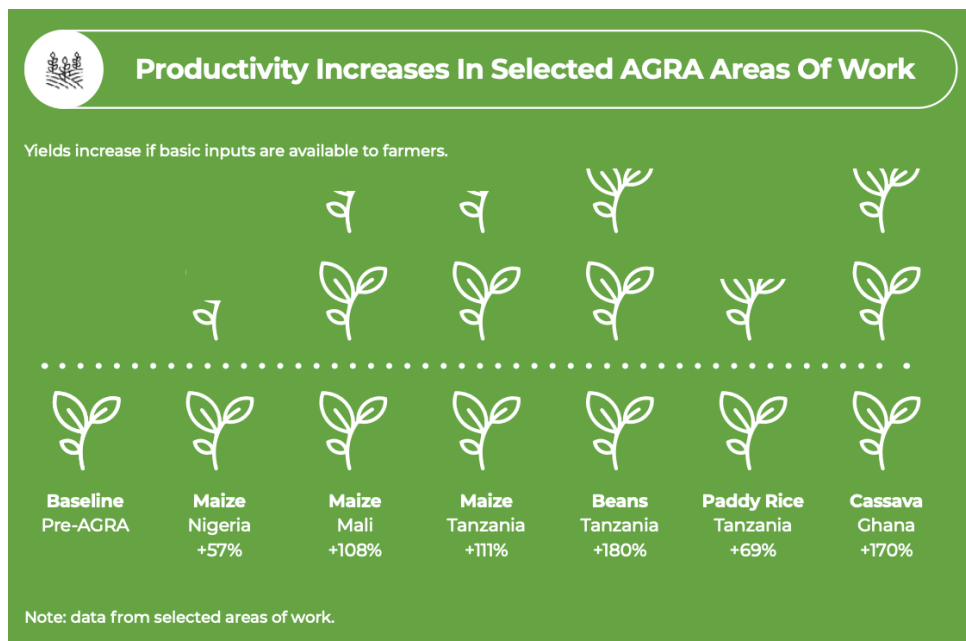 Productivity Increases In Selected AGRA Areas Of Work
Yields increase if basic inputs are available to farmers.
Baseline
Pre-AGRA
Maize
Nigeria
+57%
Maize
Mali
+108%
Maize
Tanzania
+111%
Beans
Tanzania
+180%
Paddy Rice
Tanzania
+69%
Cassava
Ghana
+170%
Note: data from selected areas of work.